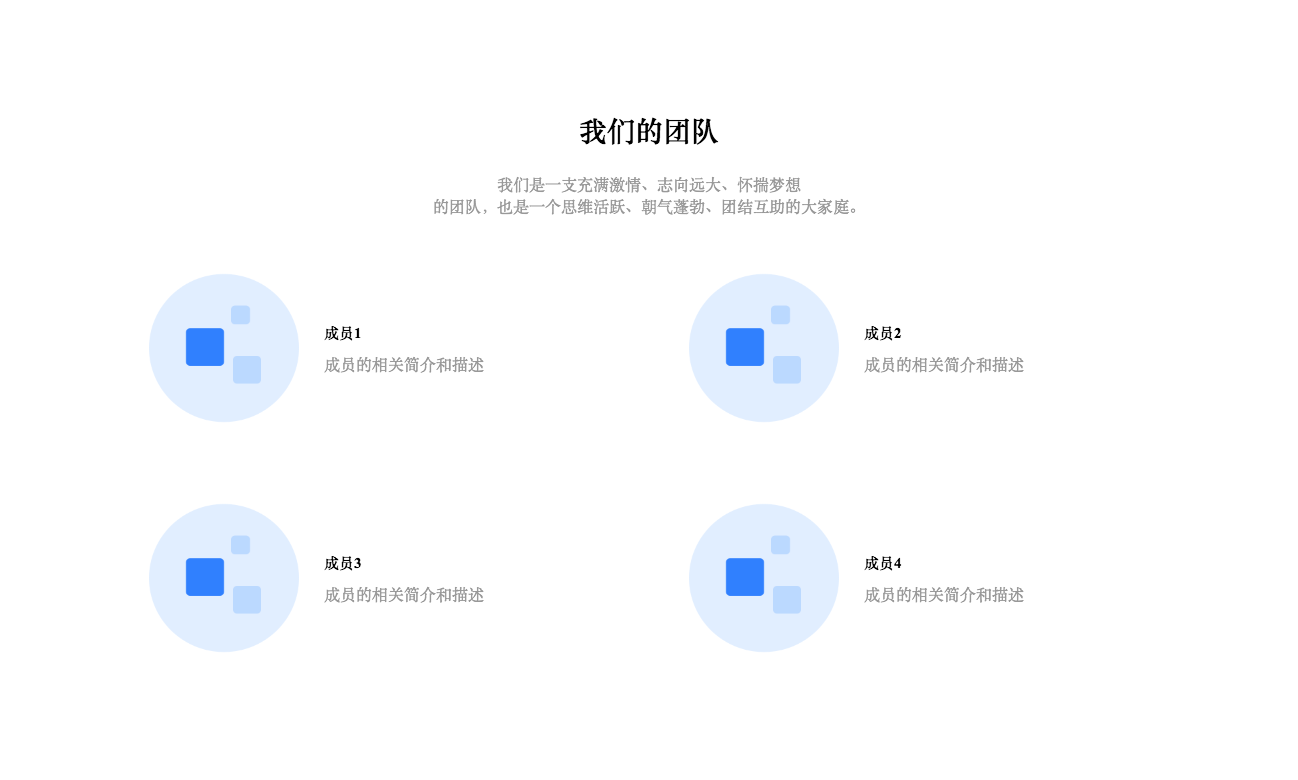 我们的团队
我们是一支充满激情、志向远大、怀揣梦想
的团队，也是一个思维活跃、朝气蓬勃、团结互助的大家庭。
成员1
成员的相关简介和描述
成员2
成员的相关简介和描述
成员3
成员的相关简介和描述
成员4
成员的相关简介和描述